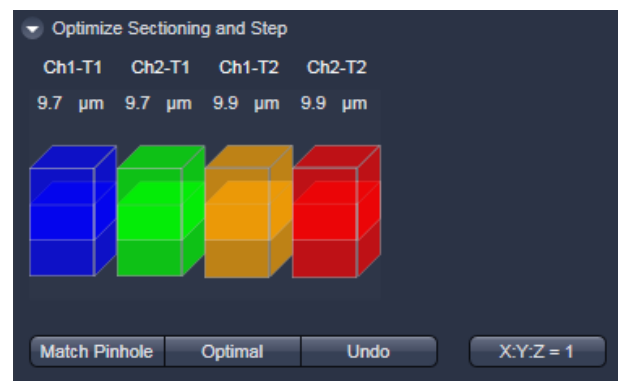 Optimize Sectioning and Step
Ch1-T1 Ch2-T1 Ch1-T2 Ch2-T2
9.7 µm 9.7 µm 9.9 µm 9.9 µm
Match Pinhole Optimal Undo X:Y:Z = 1